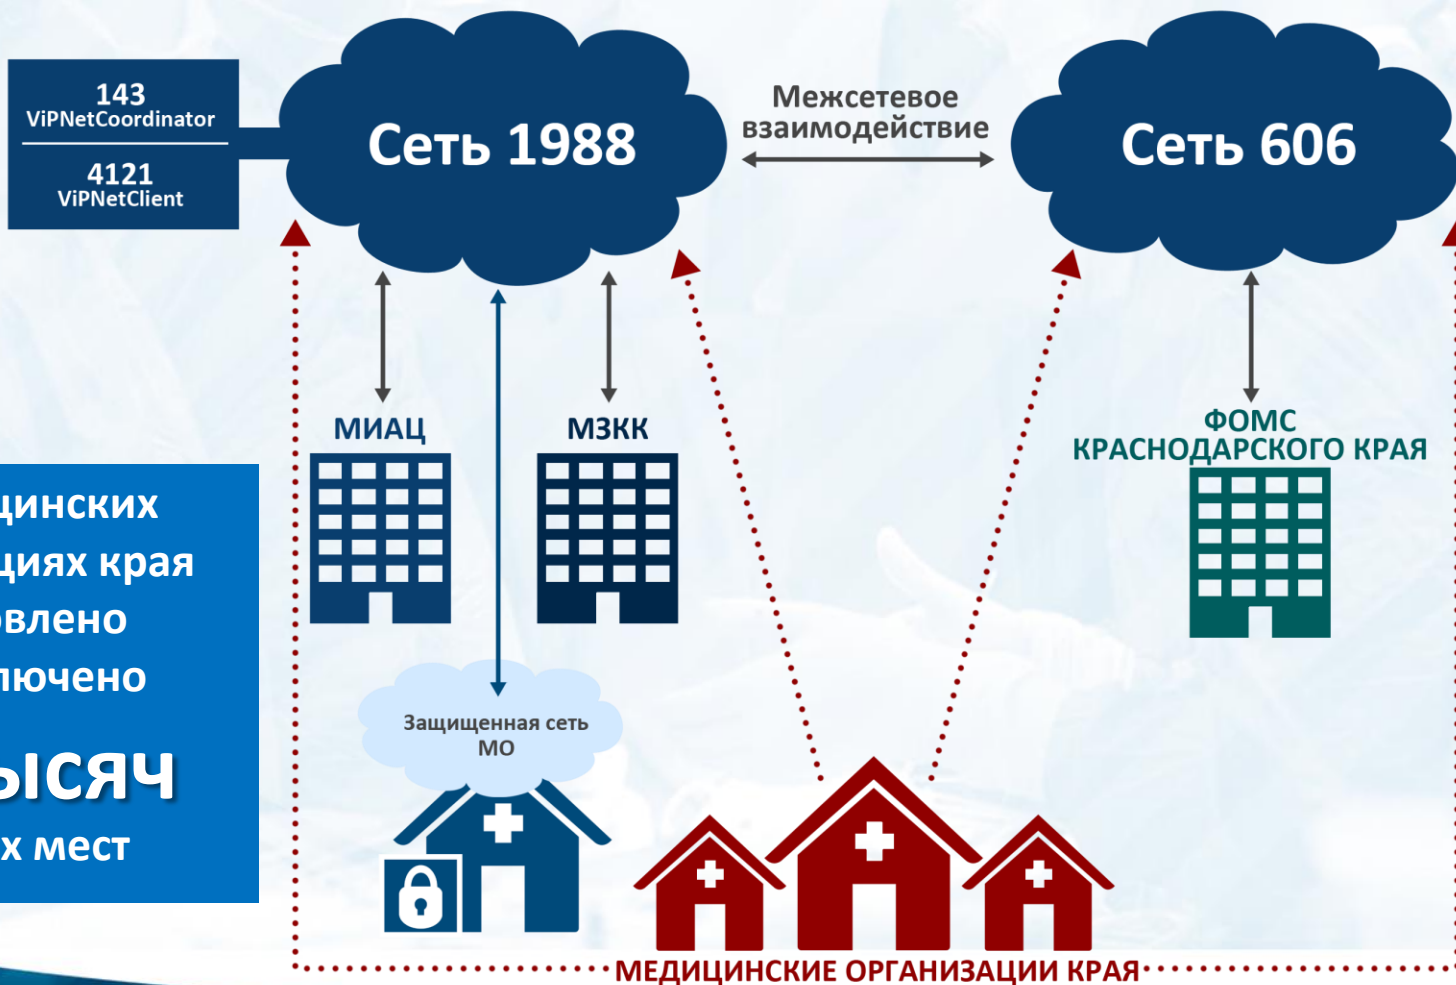 143
ViPNetCoordinator
4121
ViPNetClient
Сеть 1988
Межсетевое
взаимодействие
Сеть 606
МИАЦ
МЗКК
ФОМС
КРАСНОДАРСКОГО КРАЯ
цинских
циях края
овлено
лючено
ысяч
х мест
Защищенная сеть
МО
МЕДИЦИНСКИЕ ОРГАНИЗАЦИИ КРАЯ